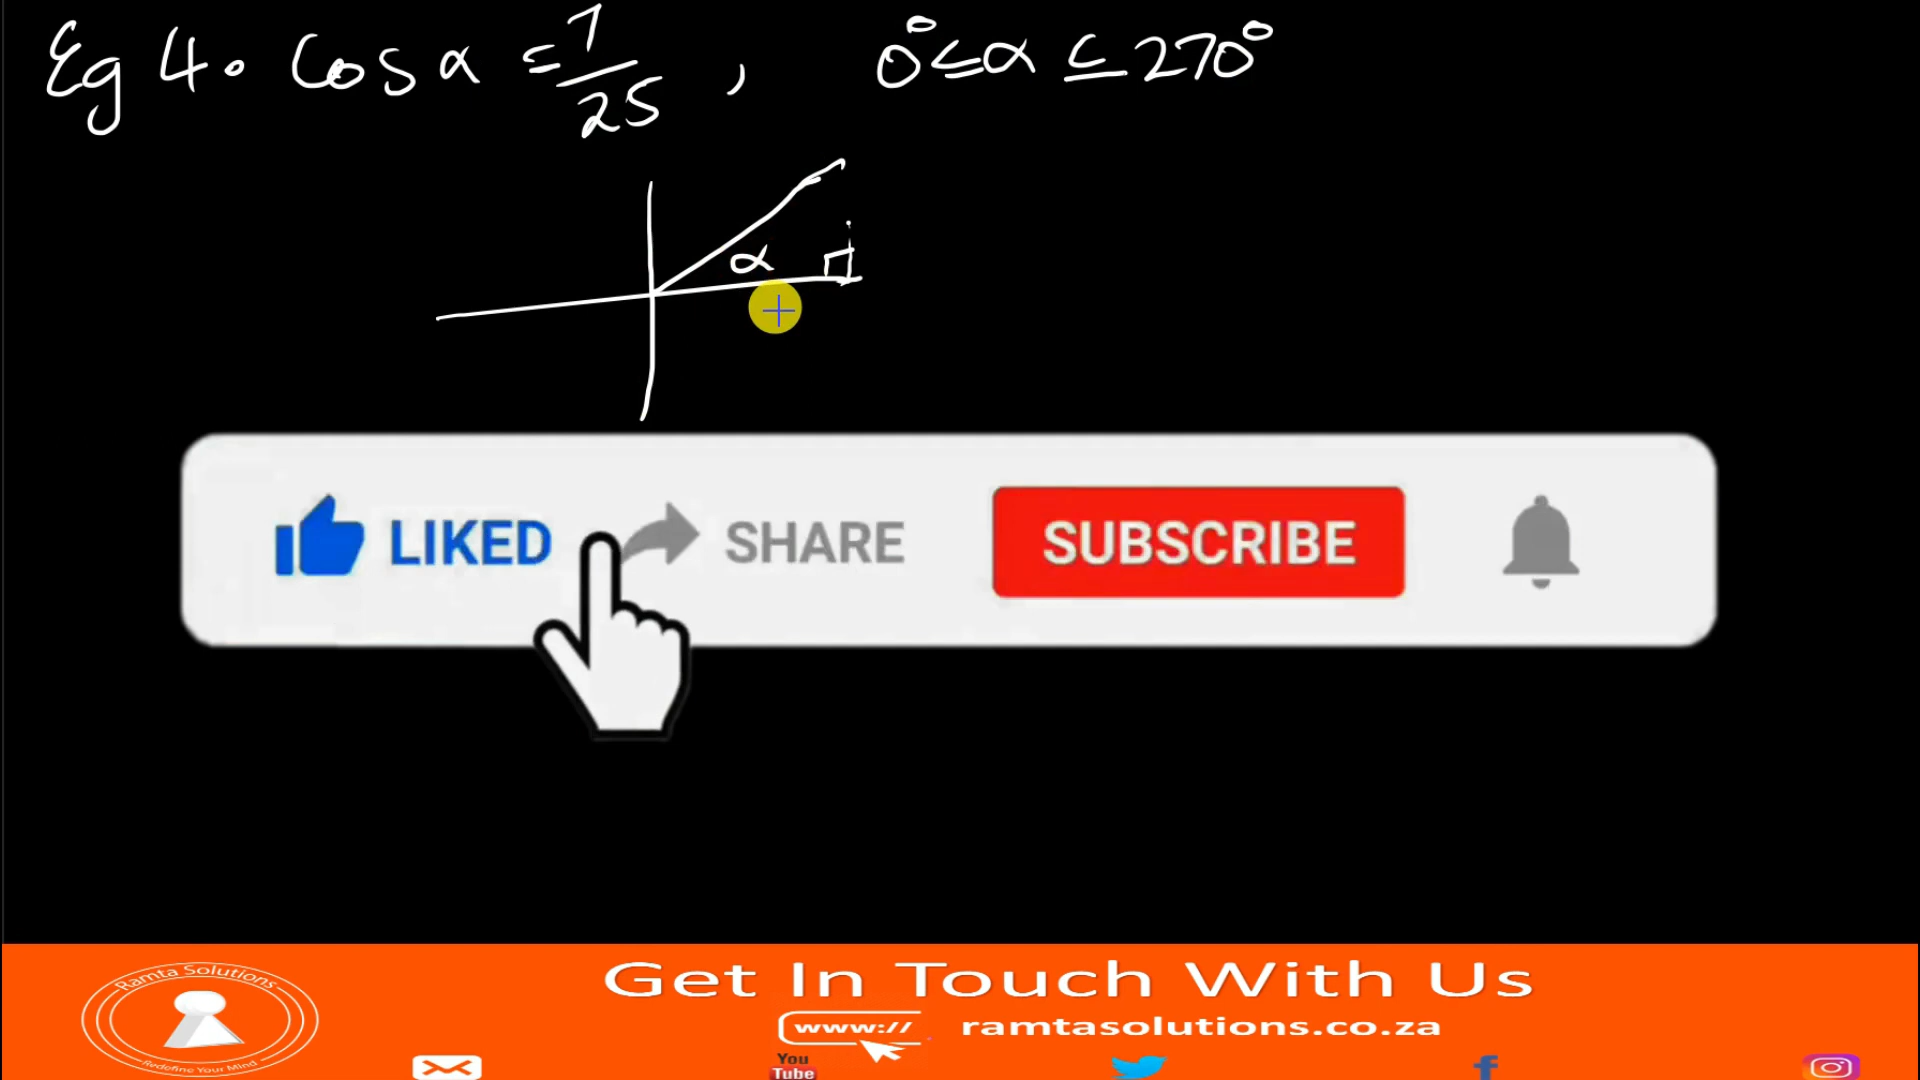 Eg 4. Cos α = 7/25 , 0° ≤ α ≤ 270°
α
LIKED SHARE SUBSCRIBE
Ramta Solutions
Redefine Your Mind
Get In Touch With Us
www:// ramtasolutions.co.za
You
Tube